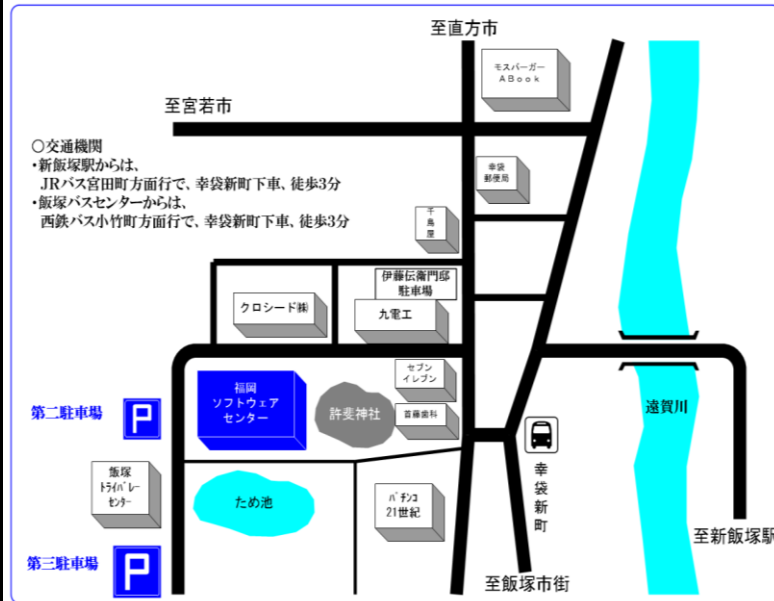 至直方市
モスバーガー
ABook
至宮若市
○交通機関
・新飯塚駅からは、
JRバス宮田町方面行で、幸袋新町下車、徒歩3分
・飯塚バスセンターからは、
西鉄バス小竹町方面行で、幸袋新町下車、徒歩3分
幸袋
郵便局
千鳥屋
伊藤伝衛門邸
駐車場
クロシード㈱
九電工
セブン
イレブン
福岡
ソフトウェア
センター
許斐神社
首藤歯科
第二駐車場
P
遠賀川
幸袋新町
飯塚
トライバレー
センター
ため池
パチンコ
21世紀
至新飯塚駅
第三駐車場
P
至飯塚市街